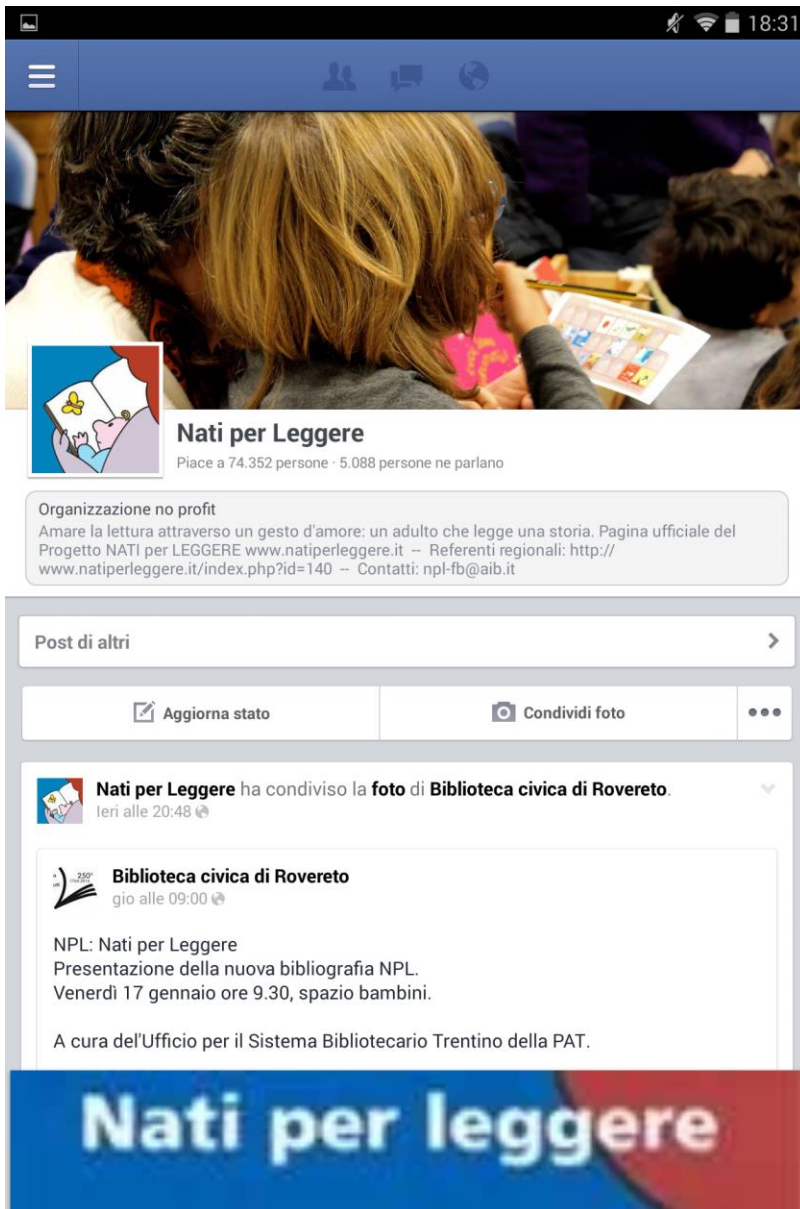 18:31
Nati per Leggere
Piace a 74.352 persone · 5.088 persone ne parlano
Organizzazione no profit
Amare la lettura attraverso un gesto d'amore: un adulto che legge una storia. Pagina ufficiale del
Progetto NATI per LEGGERE www.natiperleggere.it -- Referenti regionali: http://
www.natiperleggere.it/index.php?id=140 -- Contatti: npl-fb@aib.it
Post di altri
Aggiorna stato
Condividi foto
Nati per Leggere ha condiviso la foto di Biblioteca civica di Rovereto.
Ieri alle 20:48
250°
Biblioteca civica di Rovereto
gio alle 09:00
NPL: Nati per Leggere
Presentazione della nuova bibliografia NPL.
Venerdì 17 gennaio ore 9.30, spazio bambini.
A cura del'Ufficio per il Sistema Bibliotecario Trentino della PAT.
Nati per leggere